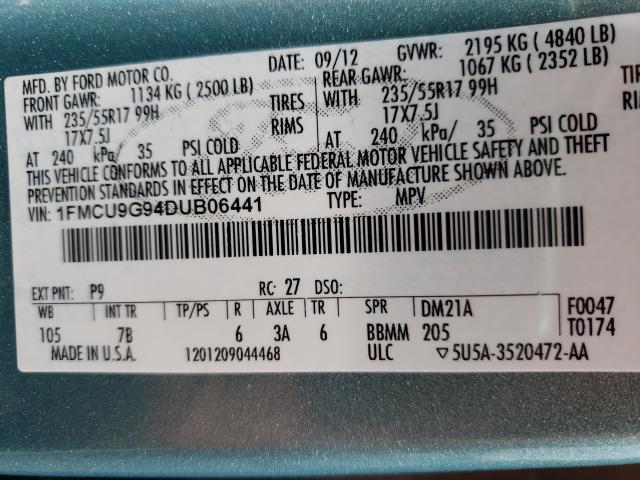 MFD. BY FORD MOTOR CO. DATE: 09/12 GVWR: 2195 KG ( 4840 LB)
FRONT GAWR: 1134 KG ( 2500 LB) REAR GAWR: 1067 KG ( 2352 LB)
WITH 235/55R17 99H TIRES WITH 235/55R17 99H TIR
17X7.5J RIMS 17X7.5J RIM
AT 240 kPa/ 35 PSI COLD AT 240 kPa/ 35 PSI COLD
THIS VEHICLE CONFORMS TO ALL APPLICABLE FEDERAL MOTOR VEHICLE SAFETY AND THEFT
PREVENTION STANDARDS IN EFFECT ON THE DATE OF MANUFACTURE SHOWN ABOVE.
VIN: 1FMCU9G94DUB06441 TYPE: MPV
EXT PNT: P9 RC: 27 DSO:
WB INT TR TP/PS R AXLE TR SPR DM21A F0047
105 7B 6 3A 6 BBMM 205 T0174
MADE IN U.S.A. 1201209044468 ULC ▽5U5A-3520472-AA